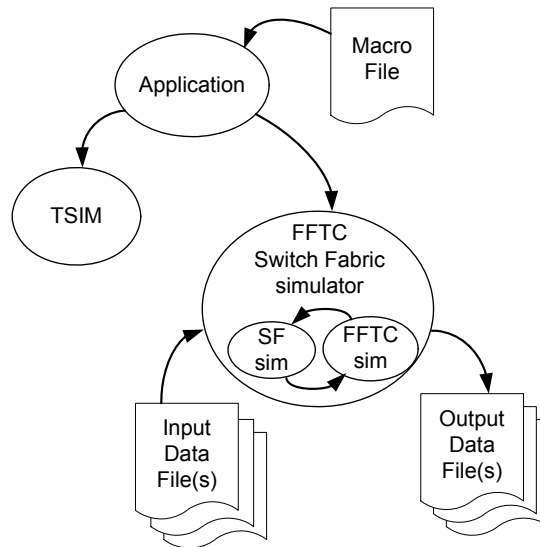 Macro
File
Application
TSIM
FFTC
Switch Fabric
simulator
SF
sim
FFTC
sim
Input
Data
File(s)
Output
Data
File(s)